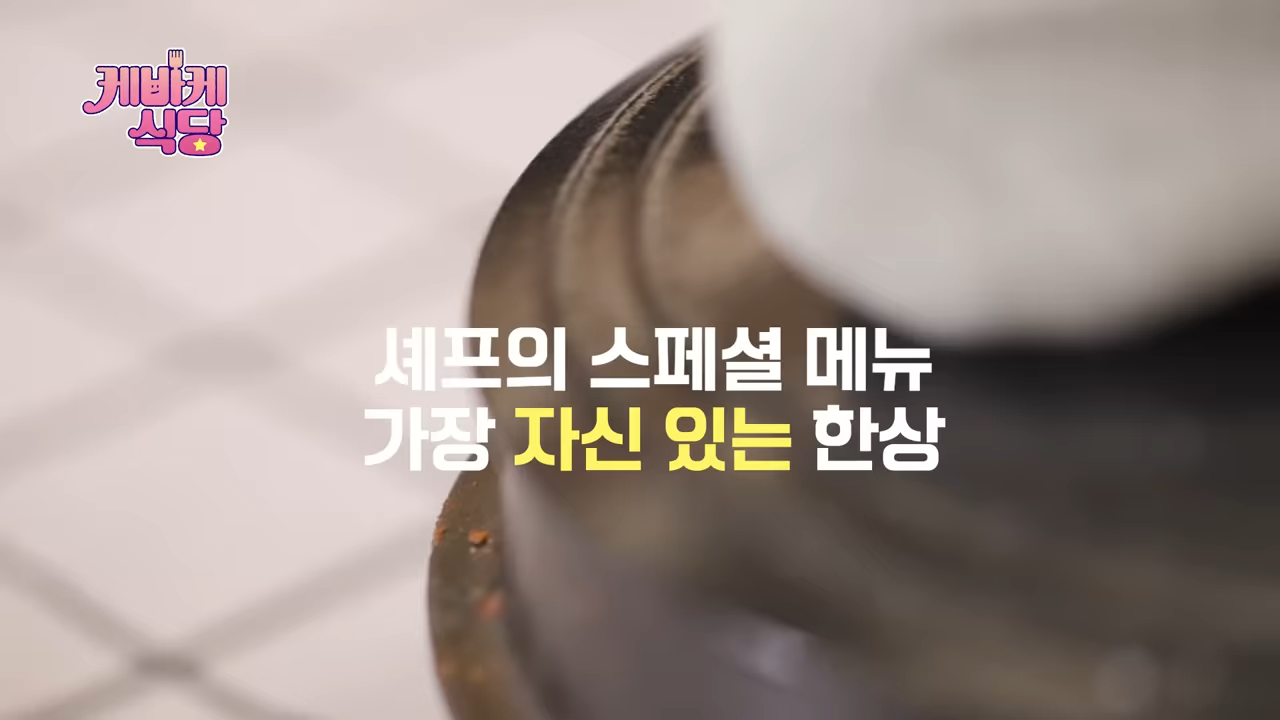 케바케
식당
셰프의 스페셜 메뉴
가장 자신 있는 한상